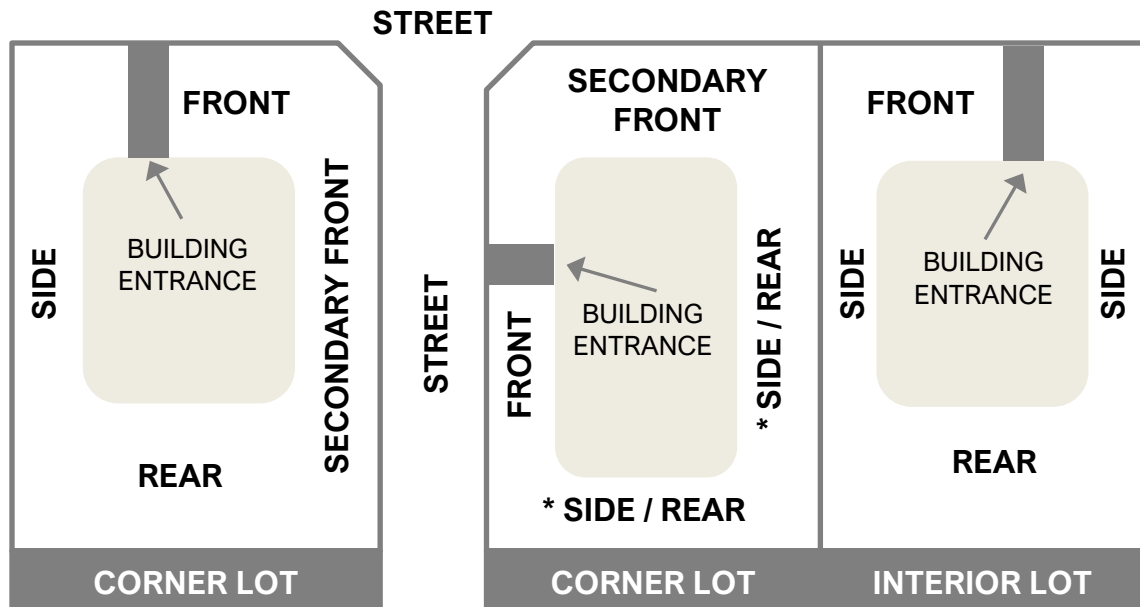 STREET
FRONT
SIDE
BUILDING
ENTRANCE
SECONDARY FRONT
REAR
CORNER LOT
STREET
SECONDARY
FRONT
FRONT
BUILDING
ENTRANCE
* SIDE / REAR
* SIDE / REAR
CORNER LOT
FRONT
SIDE
BUILDING
ENTRANCE
SIDE
REAR
INTERIOR LOT